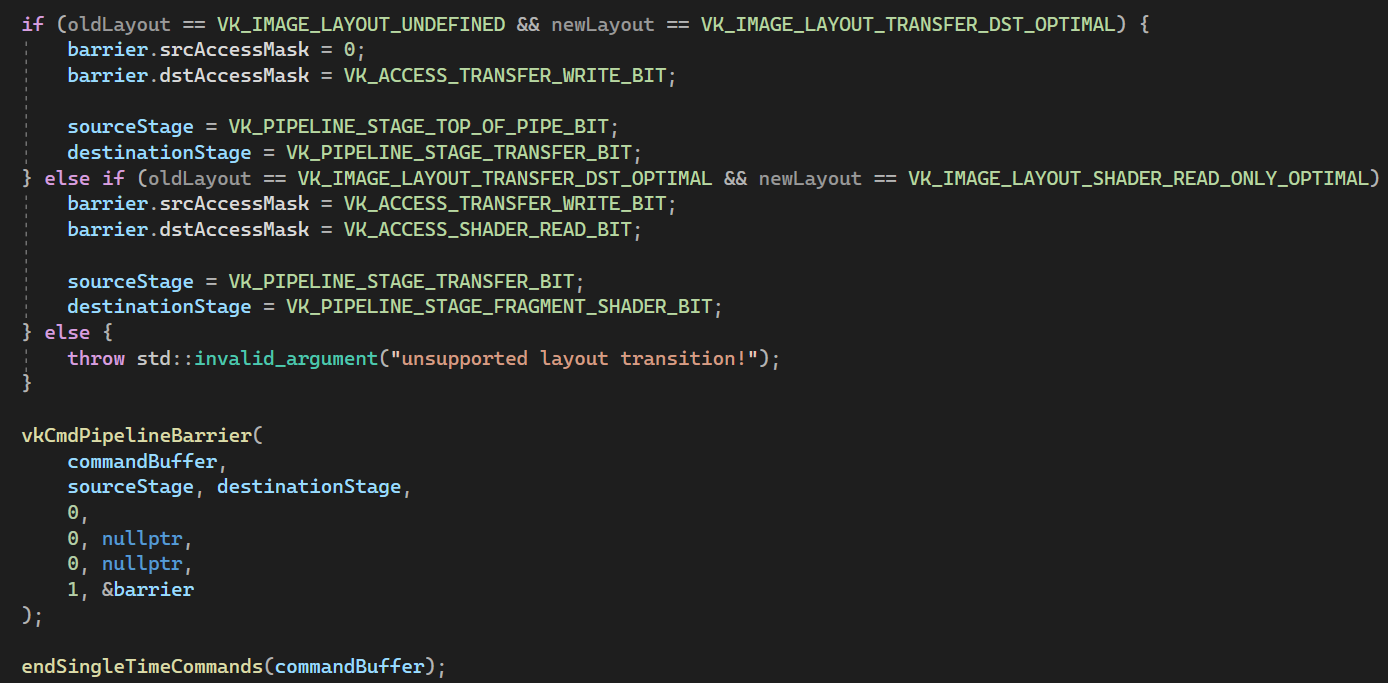 if (oldLayout == VK_IMAGE_LAYOUT_UNDEFINED && newLayout == VK_IMAGE_LAYOUT_TRANSFER_DST_OPTIMAL) {
    barrier.srcAccessMask = 0;
    barrier.dstAccessMask = VK_ACCESS_TRANSFER_WRITE_BIT;

    sourceStage = VK_PIPELINE_STAGE_TOP_OF_PIPE_BIT;
    destinationStage = VK_PIPELINE_STAGE_TRANSFER_BIT;
} else if (oldLayout == VK_IMAGE_LAYOUT_TRANSFER_DST_OPTIMAL && newLayout == VK_IMAGE_LAYOUT_SHADER_READ_ONLY_OPTIMAL)
    barrier.srcAccessMask = VK_ACCESS_TRANSFER_WRITE_BIT;
    barrier.dstAccessMask = VK_ACCESS_SHADER_READ_BIT;

    sourceStage = VK_PIPELINE_STAGE_TRANSFER_BIT;
    destinationStage = VK_PIPELINE_STAGE_FRAGMENT_SHADER_BIT;
} else {
    throw std::invalid_argument("unsupported layout transition!");
}

vkCmdPipelineBarrier(
    commandBuffer,
    sourceStage, destinationStage,
    0,
    0, nullptr,
    0, nullptr,
    1, &barrier
);

endSingleTimeCommands(commandBuffer);